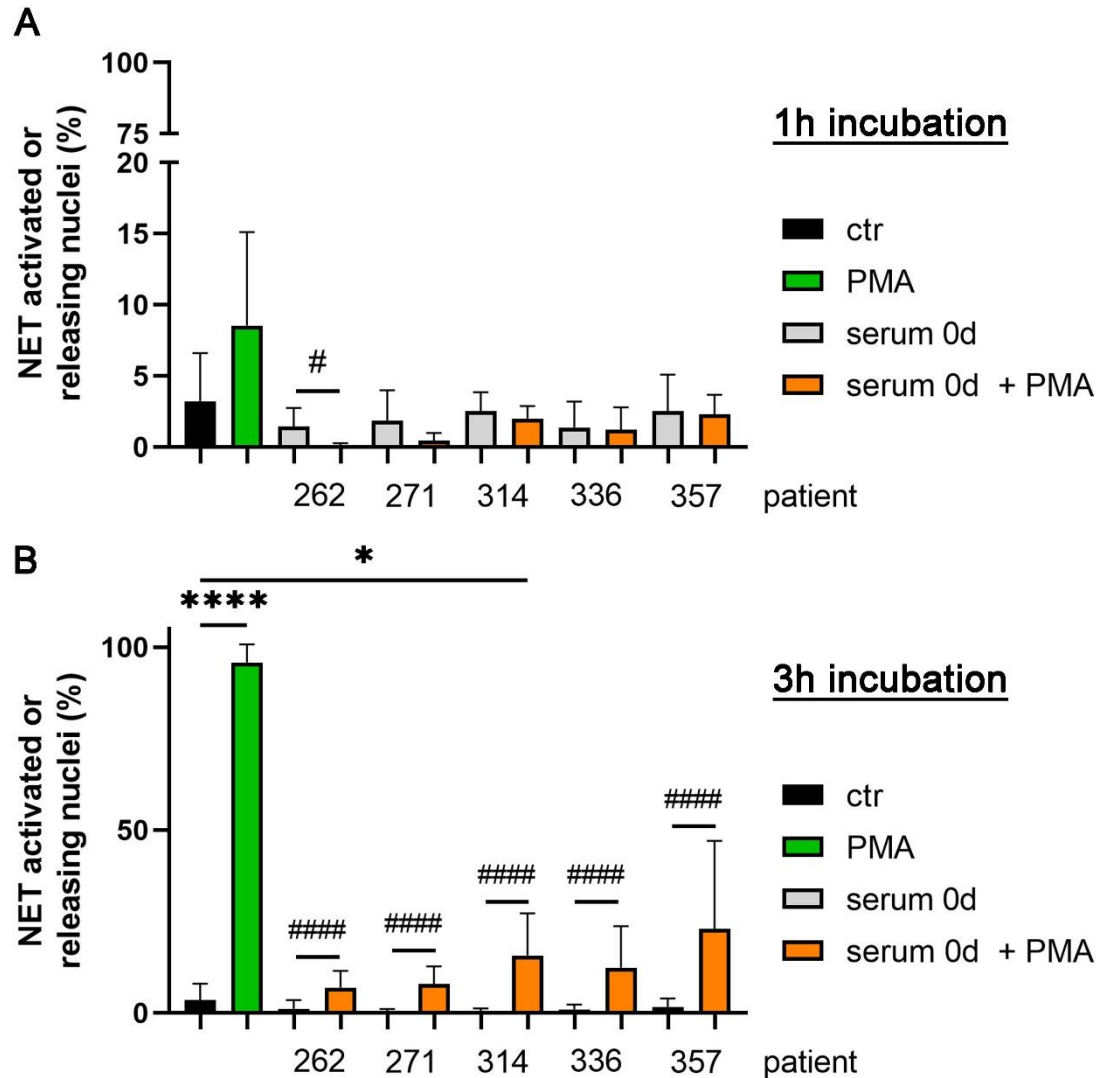 A
NET activated or
releasing nuclei (%)
100
75
20
15
10
5
0
#
262 271 314 336 357 patient
1h incubation
ctr
PMA
serum 0d
serum 0d + PMA
B
NET activated or
releasing nuclei (%)
100
50
0
*
****
####
####
####
####
####
262 271 314 336 357 patient
3h incubation
ctr
PMA
serum 0d
serum 0d + PMA